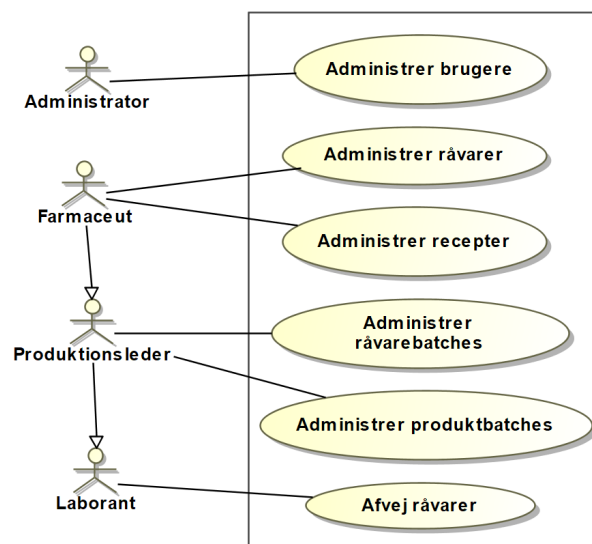 Administrer brugere
Administrator
Administrer råvarer
Farmaceut
Administrer recepter
Administrer
råvarebatches
Produktionsleder
Administrer produktbatches
Laborant
Afvej råvarer